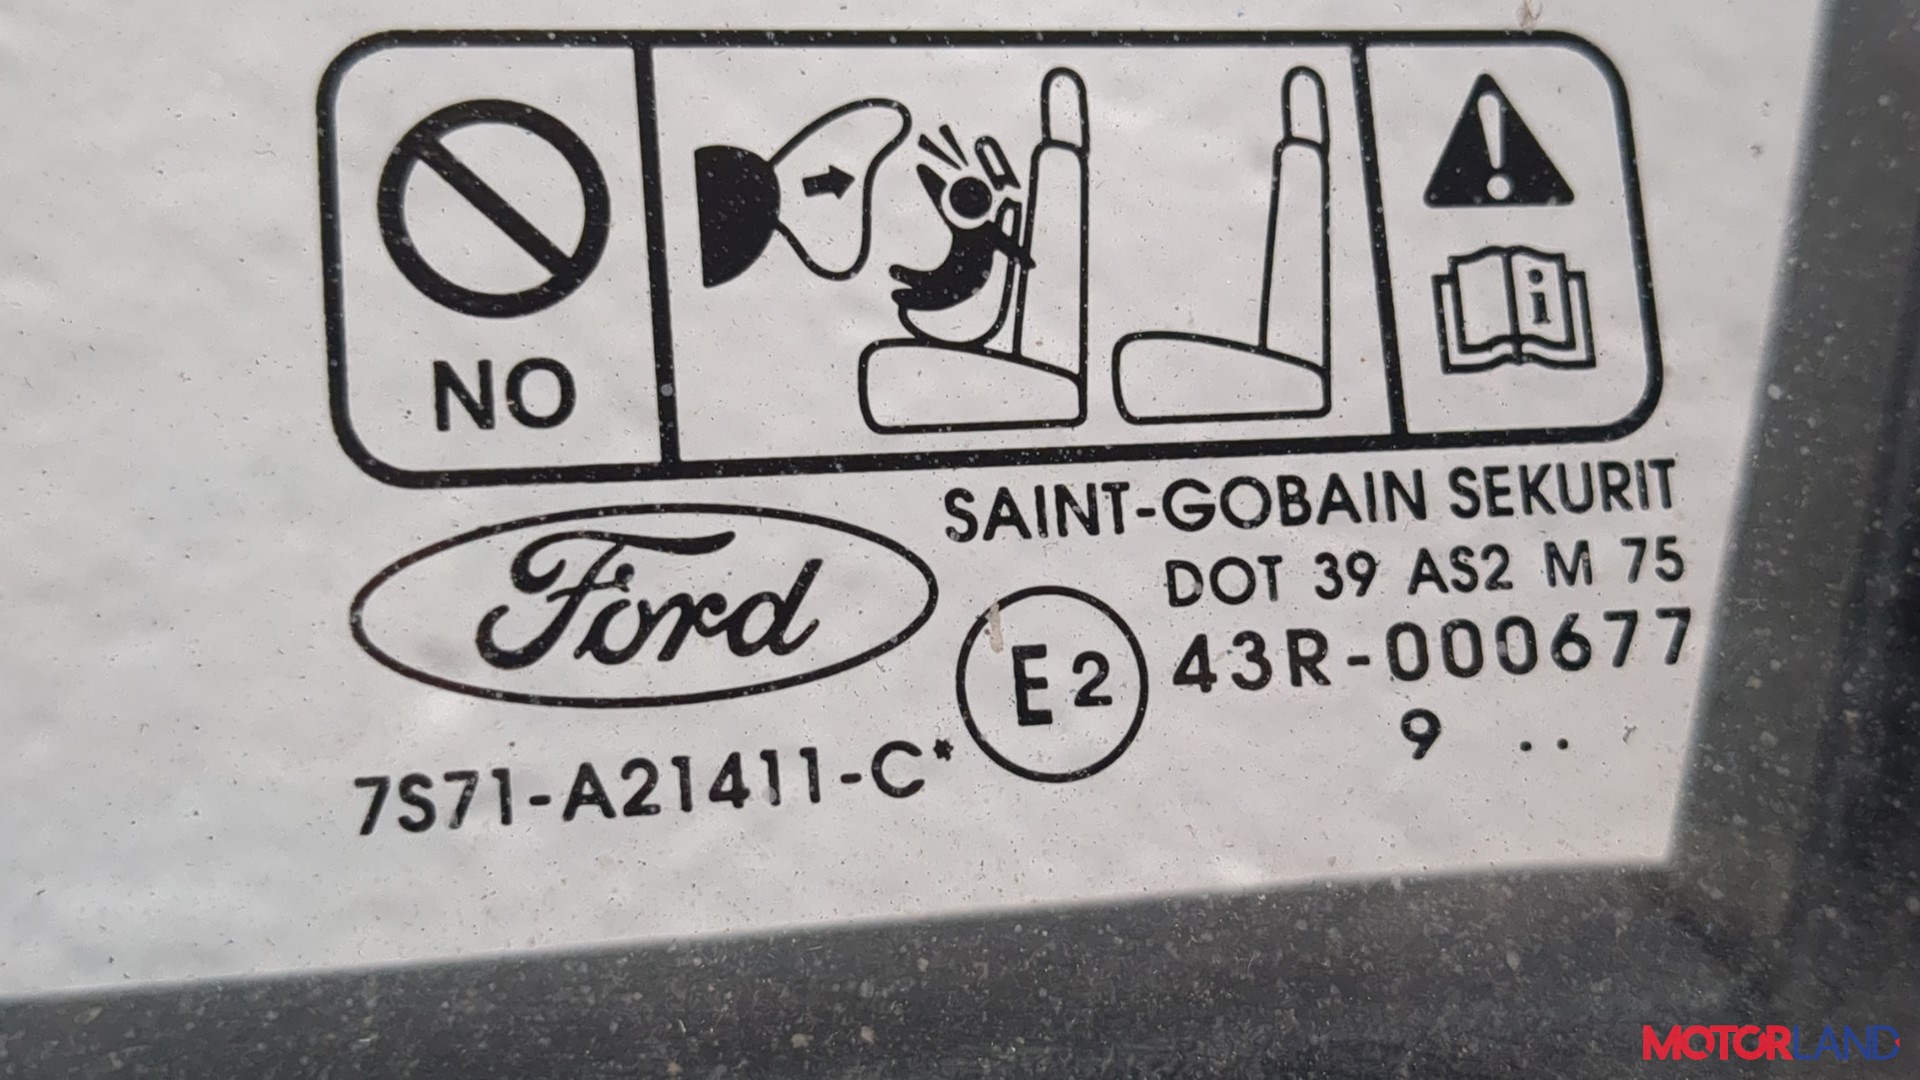 NO
i
SAINT-GOBAIN SEKURIT
DOT 39 AS2 M 75
Ford
E2 43R-000677
9 ..
7S71-A21411-C*
MOTORLAND